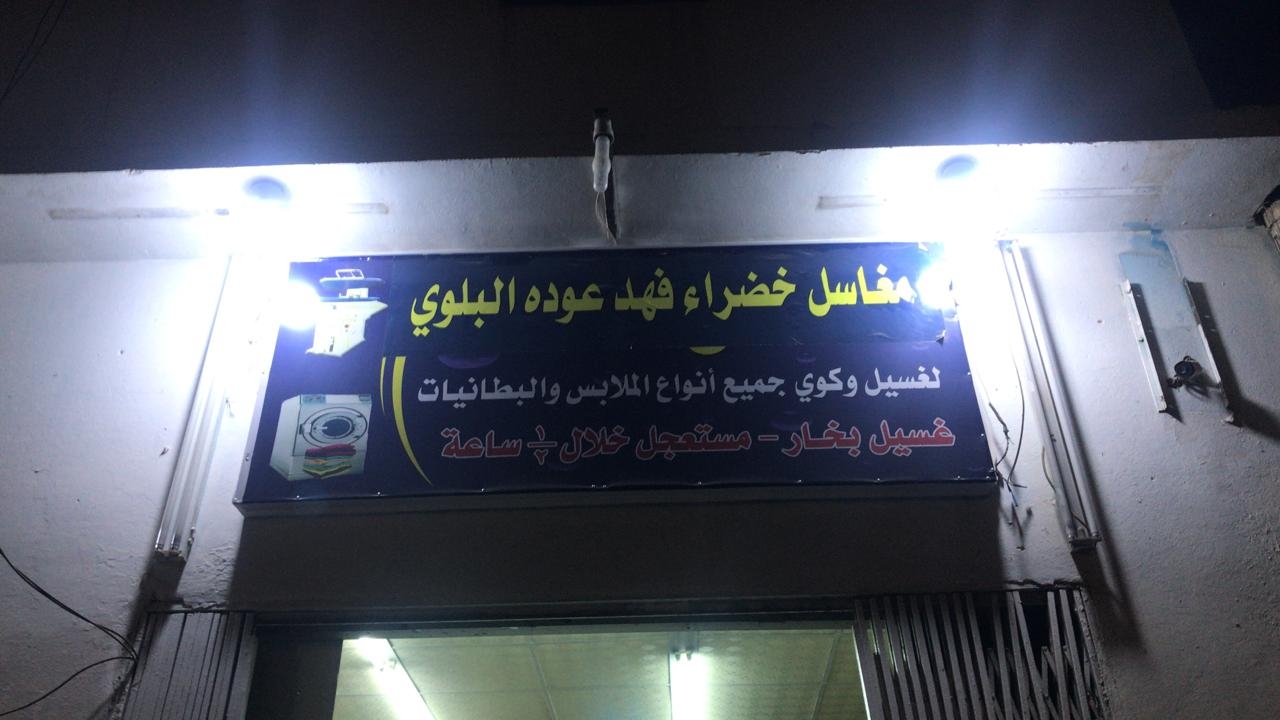 مغاسل خضراء فهد عوده البلوي
لغسيل وكوي جميع أنواع الملابس والبطانيات
غسيل بخار - مستعجل خلال ½ ساعة